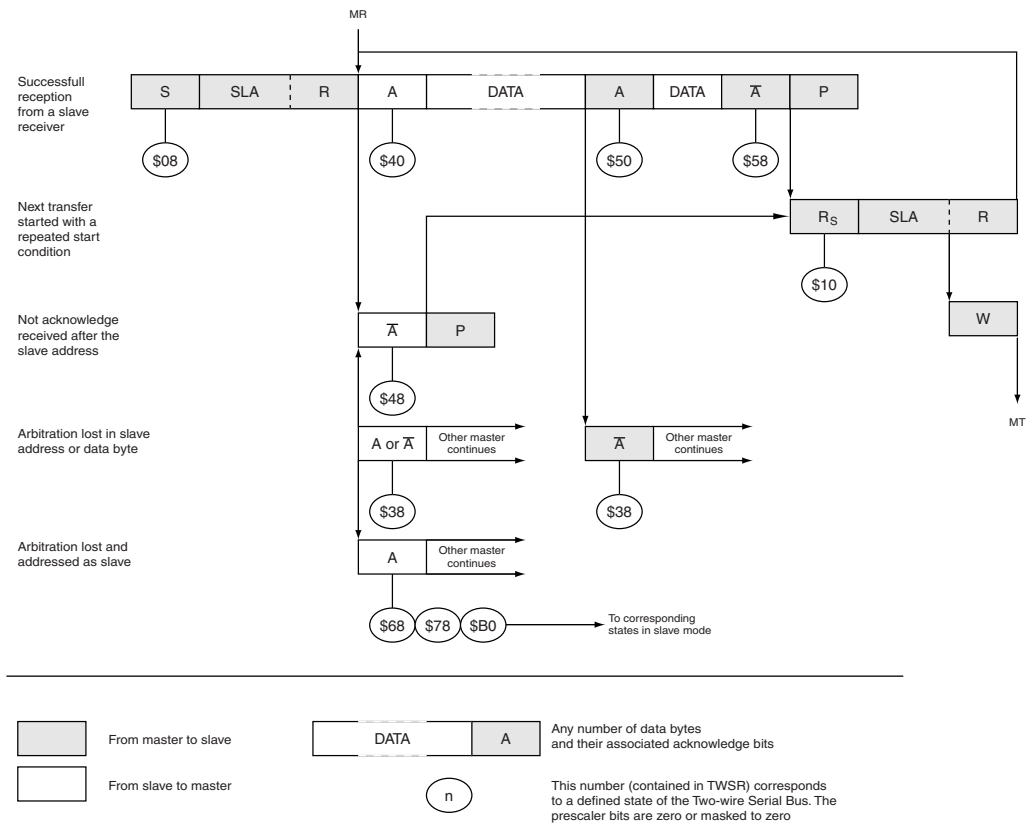 MR
Successfull
reception
from a slave
receiver
S SLA R A DATA A DATA A̅ P
$08 $40 $50 $58
Next transfer
started with a
repeated start
condition
RS SLA R
$10
Not acknowledge
received after the
slave address
A̅ P
W
$48
MT
Arbitration lost in slave
address or data byte
A or A̅
Other master
continues
A̅
Other master
continues
$38 $38
Arbitration lost and
addressed as slave
A
Other master
continues
$68 $78 $B0
To corresponding
states in slave mode
From master to slave
DATA A
Any number of data bytes
and their associated acknowledge bits
From slave to master
n
This number (contained in TWSR) corresponds
to a defined state of the Two-wire Serial Bus. The
prescaler bits are zero or masked to zero